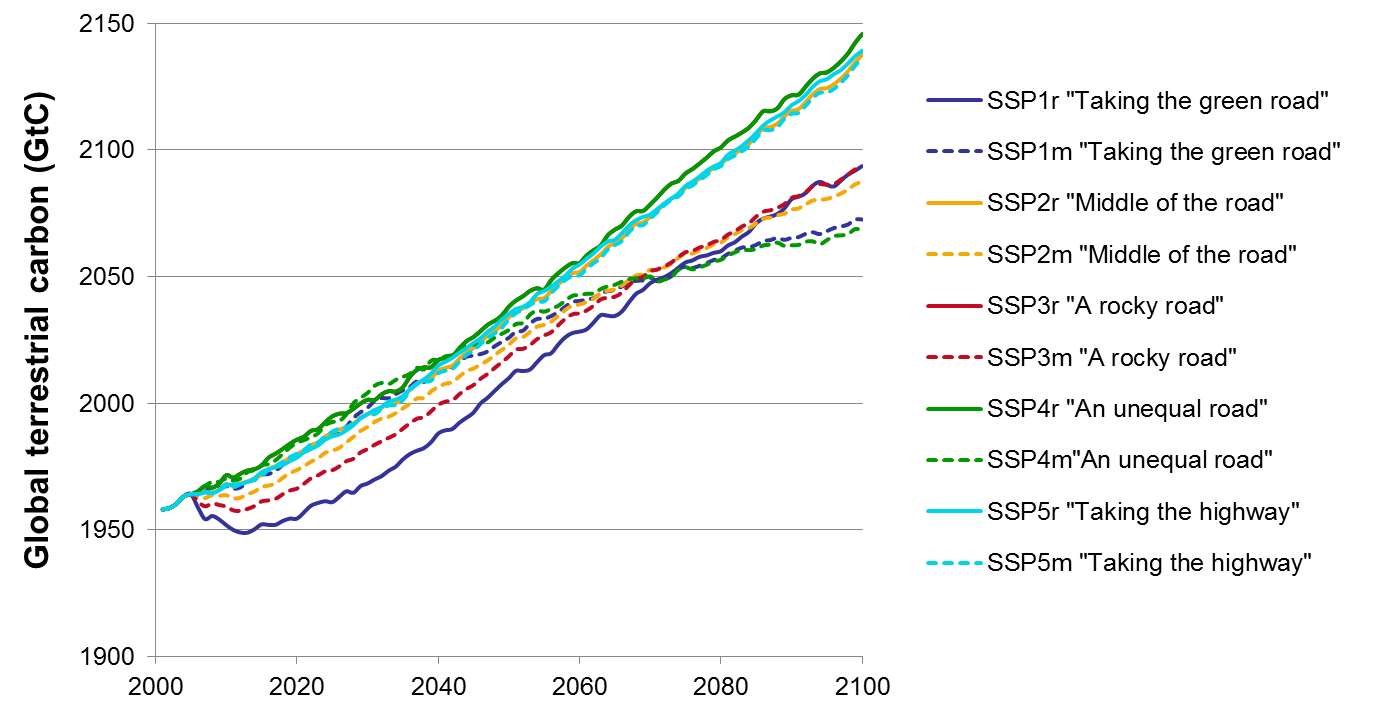 Global terrestrial carbon (GtC)
2150
2100
2050
2000
1950
1900
2000 2020 2040 2060 2080 2100
SSP1r "Taking the green road"
SSP1m "Taking the green road"
SSP2r "Middle of the road"
SSP2m "Middle of the road"
SSP3r "A rocky road"
SSP3m "A rocky road"
SSP4r "An unequal road"
SSP4m"An unequal road"
SSP5r "Taking the highway"
SSP5m "Taking the highway"